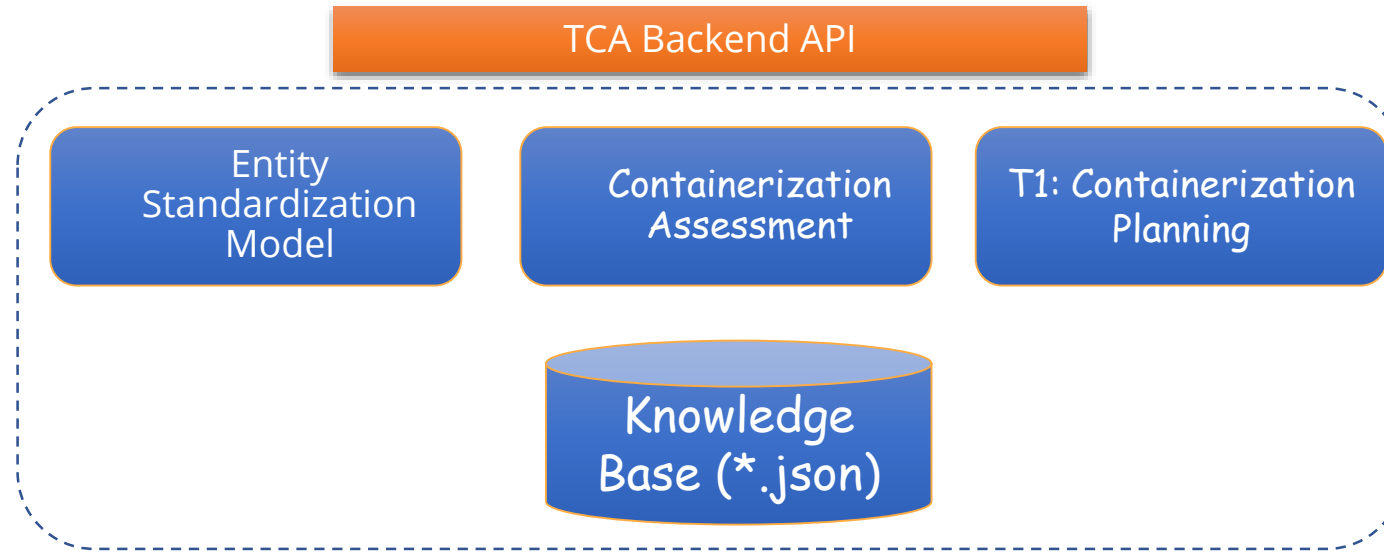 TCA Backend API
Entity
Standardization
Model
Containerization
Assessment
T1: Containerization
Planning
Knowledge
Base (*.json)